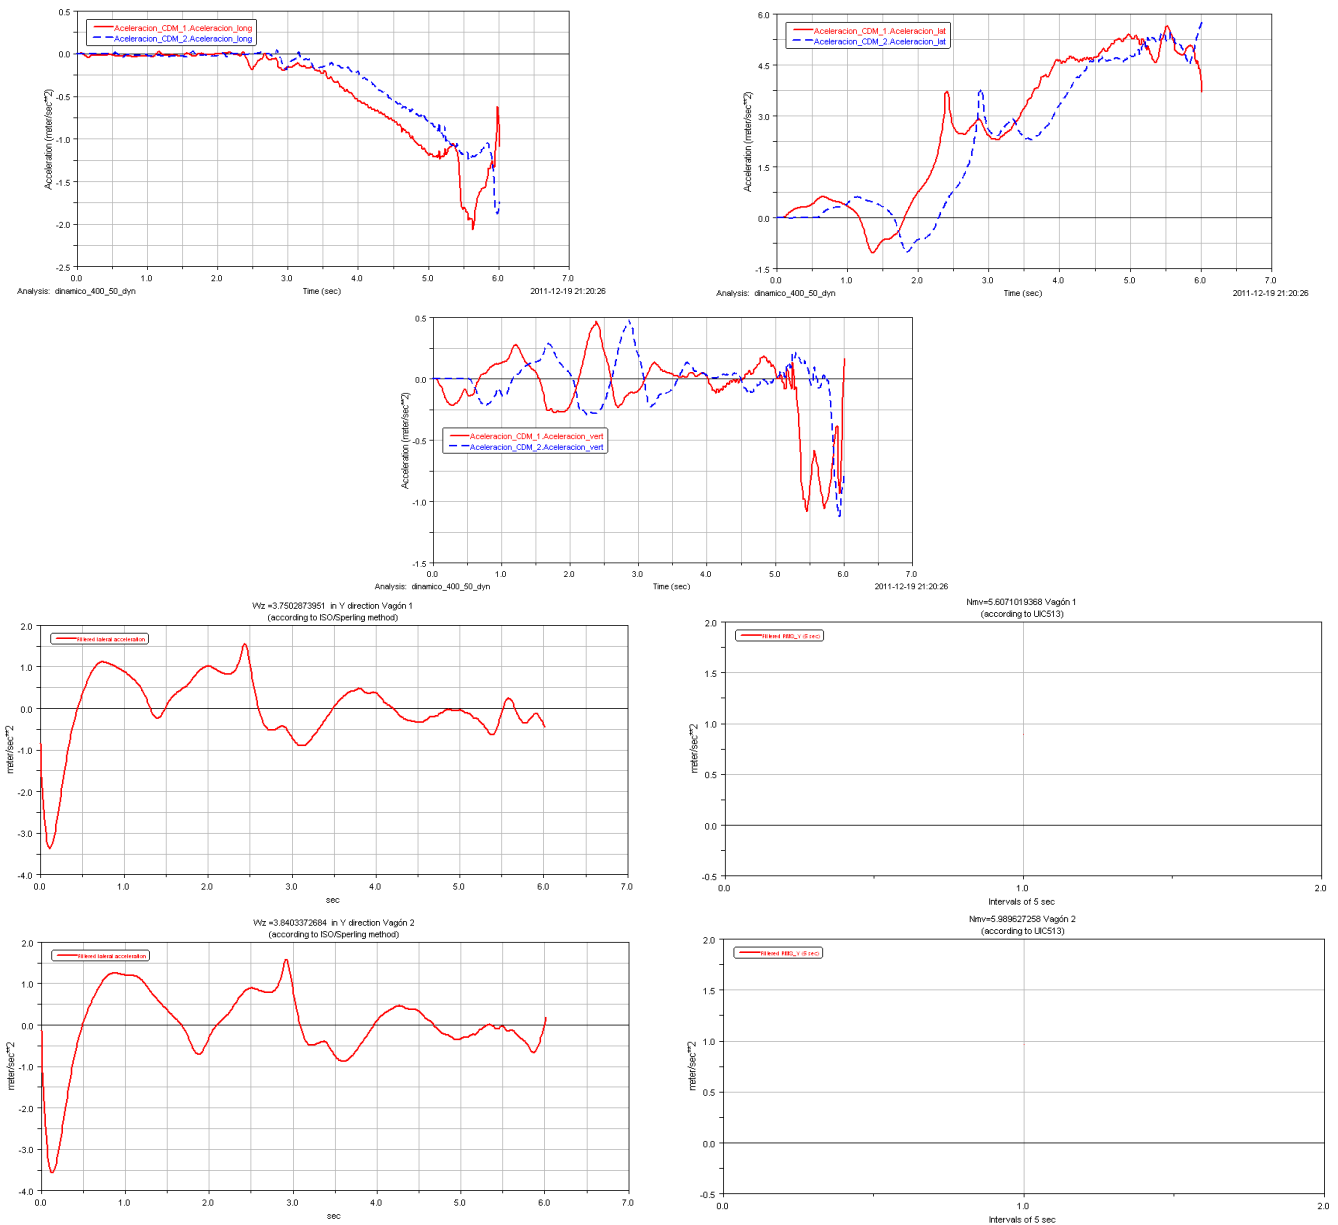 Aceleracion_CDM_1.Aceleracion_long
Aceleracion_CDM_2.Aceleracion_long
0.5
0.0
-0.5
-1.0
-1.5
-2.0
-2.5
Acceleration (meter/sec**2)
0.0 1.0 2.0 3.0 4.0 5.0 6.0 7.0
Analysis: dinamico_400_50_dyn Time (sec) 2011-12-19 21:20:26
Aceleracion_CDM_1.Aceleracion_lat
Aceleracion_CDM_2.Aceleracion_lat
6.0
4.5
3.0
1.5
0.0
-1.5
Acceleration (meter/sec**2)
0.0 1.0 2.0 3.0 4.0 5.0 6.0 7.0
Analysis: dinamico_400_50_dyn Time (sec) 2011-12-19 21:20:26
0.5
0.0
-0.5
-1.0
-1.5
Acceleration (meter/sec**2)
Aceleracion_CDM_1.Aceleracion_vert
Aceleracion_CDM_2.Aceleracion_vert
0.0 1.0 2.0 3.0 4.0 5.0 6.0 7.0
Analysis: dinamico_400_50_dyn Time (sec) 2011-12-19 21:20:26
Wz =3.7502873951 in Y direction Vagón 1
(according to ISO/Sperling method)
Filtered lateral acceleration
2.0
1.0
0.0
-1.0
-2.0
-3.0
-4.0
meter/sec**2
0.0 1.0 2.0 3.0 4.0 5.0 6.0 7.0
sec
Nmv=5.6071019368 Vagón 1
(according to UIC513)
Filtered RMS_Y (5 sec)
2.0
1.5
1.0
0.5
0.0
-0.5
meter/sec**2
0.0 1.0 2.0
Intervals of 5 sec
Wz =3.8403372684 in Y direction Vagón 2
(according to ISO/Sperling method)
Filtered lateral acceleration
2.0
1.0
0.0
-1.0
-2.0
-3.0
-4.0
meter/sec**2
0.0 1.0 2.0 3.0 4.0 5.0 6.0 7.0
sec
Nmv=5.989627258 Vagón 2
(according to UIC513)
Filtered RMS_Y (5 sec)
2.0
1.5
1.0
0.5
0.0
-0.5
meter/sec**2
0.0 1.0 2.0
Intervals of 5 sec